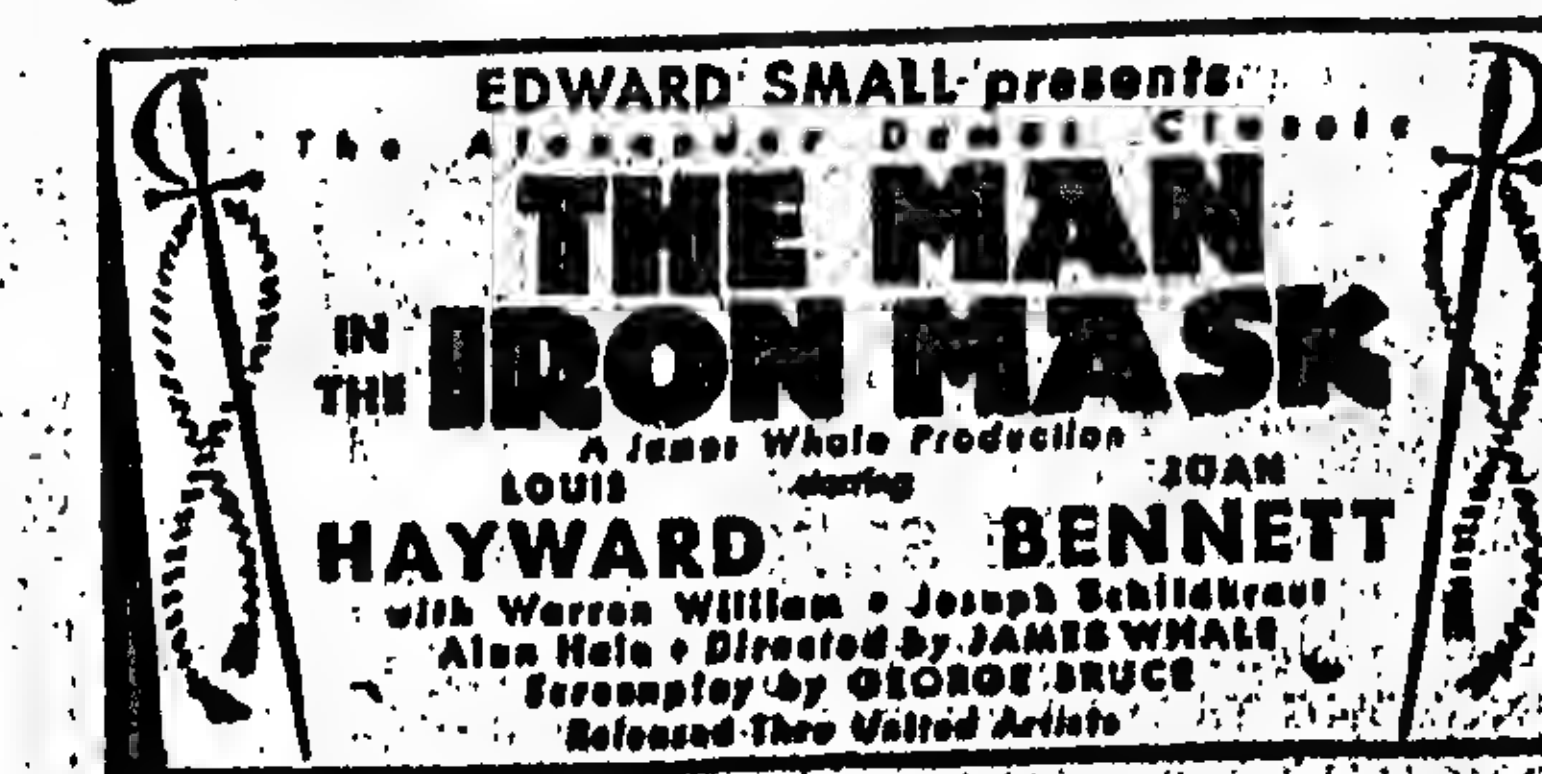 EDWARD SMALL presents
The Alexander Dumas Classic
THE MAN
IN THE IRON MASK
A James Whale Production
LOUIS starring JOAN
HAYWARD BENNETT
with Warren William • Joseph Schildkraut
Alan Hale • Directed by JAMES WHALE
Screenplay by GEORGE BRUCE
Released Thru United Artists